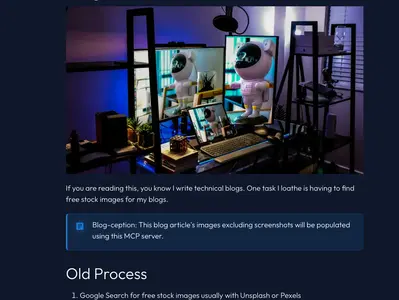 If you are reading this, you know I write technical blogs. One task I loathe is having to find
free stock images for my blogs.
Blog-ception: This blog article's images excluding screenshots will be populated
using this MCP server.
Old Process
1. Google Search for free stock images usually with Unsplash or Pexels